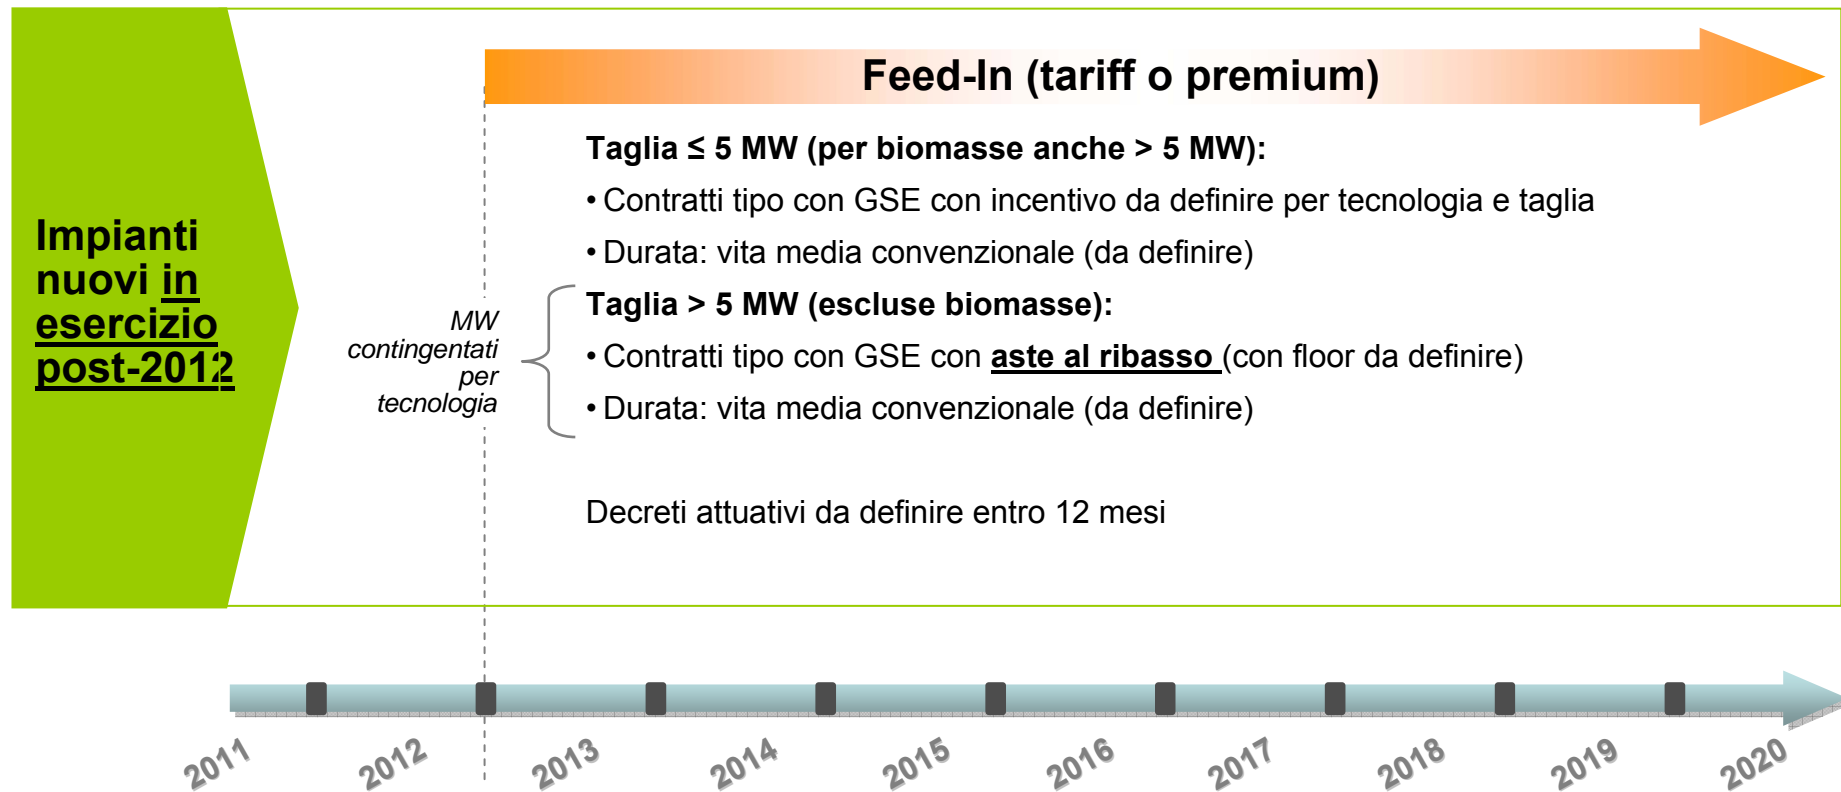 Feed-In (tariff o premium)
Impianti
nuovi in
esercizio
post-2012
Taglia ≤ 5 MW (per biomasse anche > 5 MW):
• Contratti tipo con GSE con incentivo da definire per tecnologia e taglia
• Durata: vita media convenzionale (da definire)
MW
contingentati
per
tecnologia
Taglia > 5 MW (escluse biomasse):
• Contratti tipo con GSE con aste al ribasso (con floor da definire)
• Durata: vita media convenzionale (da definire)
Decreti attuativi da definire entro 12 mesi
2011 2012 2013 2014 2015 2016 2017 2018 2019 2020